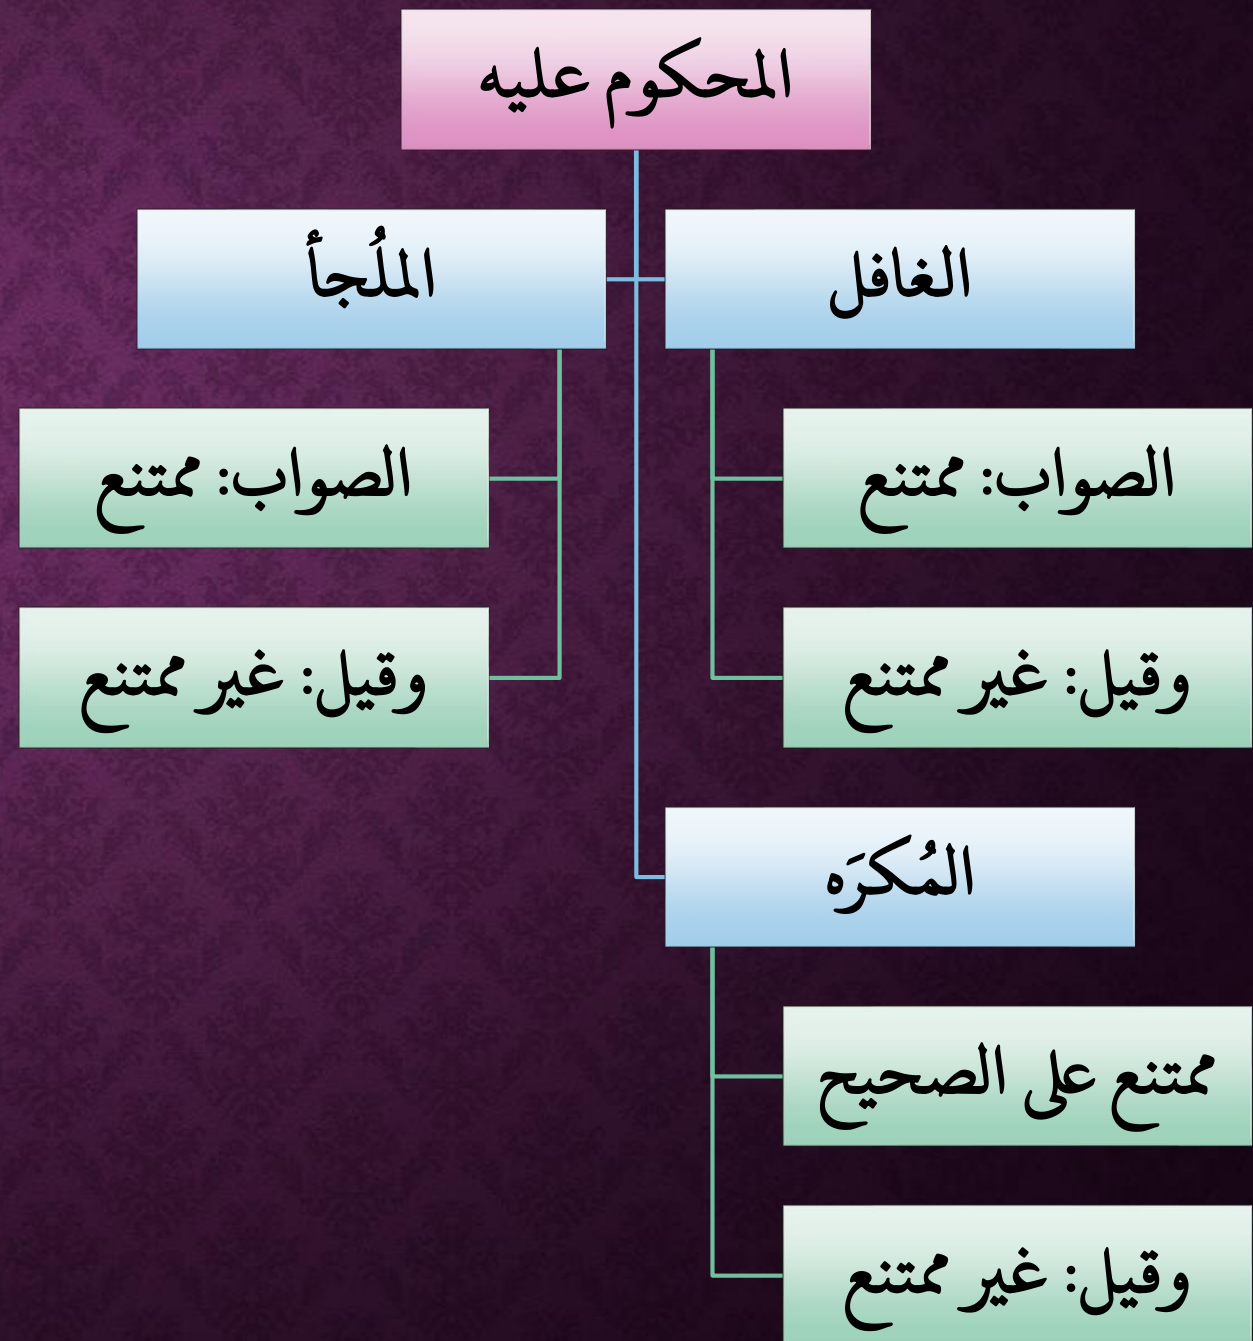 المحكوم عليه
الغافل
الملُجأ
الصواب: ممتنع
الصواب: ممتنع
وقيل: غير ممتنع
وقيل: غير ممتنع
المُكرَه
ممتنع على الصحيح
وقيل: غير ممتنع